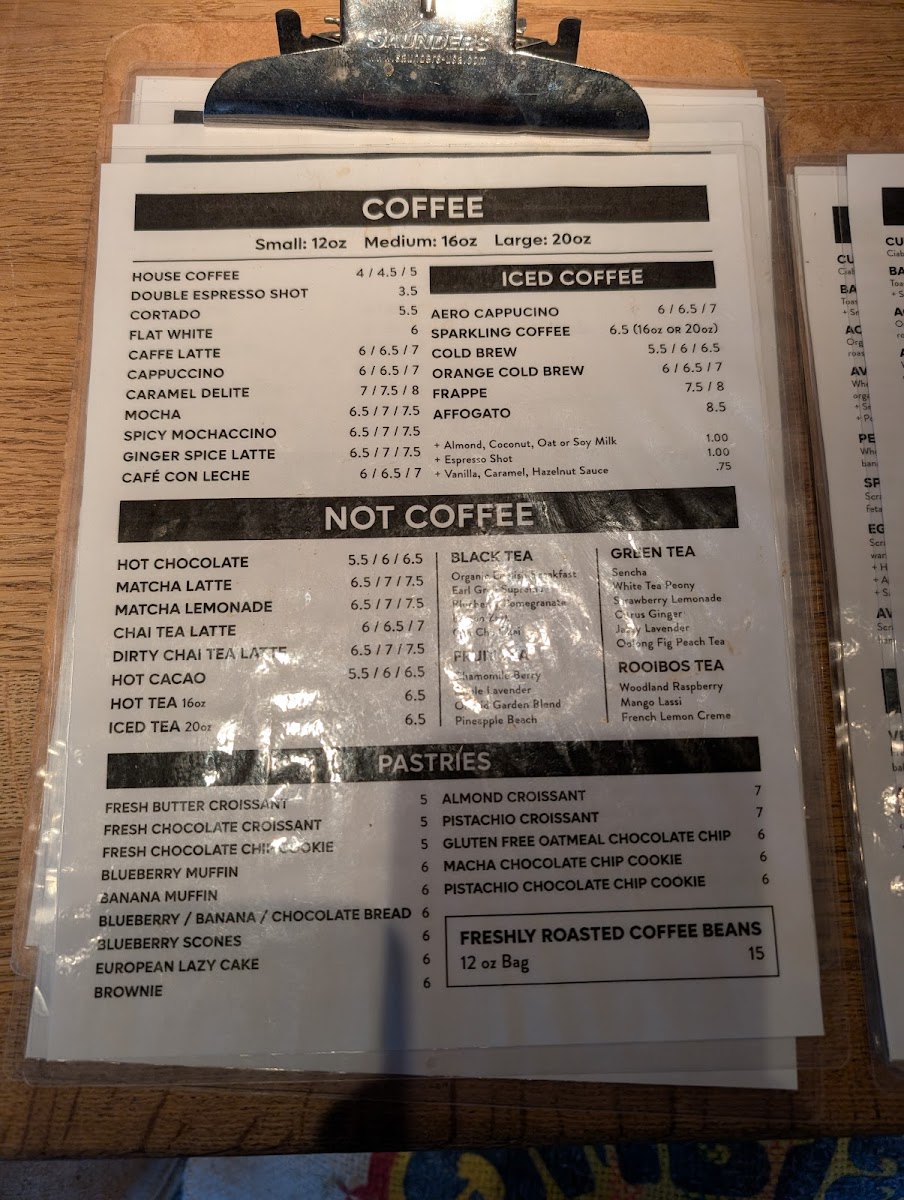 SAUNDERS
www.saunders-usa.com
COFFEE
Small: 12oz Medium: 16oz Large: 20oz
HOUSE COFFEE 4 / 4.5 / 5
DOUBLE ESPRESSO SHOT 3.5
CORTADO 5.5
FLAT WHITE 6
CAFFE LATTE 6 / 6.5 / 7
CAPPUCCINO 6 / 6.5 / 7
CARAMEL DELITE 7 / 7.5 / 8
MOCHA 6.5 / 7 / 7.5
SPICY MOCHACCINO 6.5 / 7 / 7.5
GINGER SPICE LATTE 6.5 / 7 / 7.5
CAFÉ CON LECHE 6 / 6.5 / 7
ICED COFFEE
AERO CAPPUCINO 6 / 6.5 / 7
SPARKLING COFFEE 6.5 (16oz OR 20oz)
COLD BREW 5.5 / 6 / 6.5
ORANGE COLD BREW 6 / 6.5 / 7
FRAPPE 7.5 / 8
AFFOGATO 8.5
+ Almond, Coconut, Oat or Soy Milk 1.00
+ Espresso Shot 1.00
+ Vanilla, Caramel, Hazelnut Sauce .75
NOT COFFEE
HOT CHOCOLATE 5.5 / 6 / 6.5
MATCHA LATTE 6.5 / 7 / 7.5
MATCHA LEMONADE 6.5 / 7 / 7.5
CHAI TEA LATTE 6 / 6.5 / 7
DIRTY CHAI TEA LATTE 6.5 / 7 / 7.5
HOT CACAO 5.5 / 6 / 6.5
HOT TEA 16oz 6.5
ICED TEA 20oz 6.5
BLACK TEA
Organic English Breakfast
Earl Grey Supreme
Blueberry Pomegranate
FRUIT TEA
Chamomile Berry
Lavender
Garden Blend
Pineapple Beach
GREEN TEA
Sencha
White Tea Peony
Strawberry Lemonade
Citrus Ginger
Jazzy Lavender
Oolong Fig Peach Tea
ROOIBOS TEA
Woodland Raspberry
Mango Lassi
French Lemon Creme
PASTRIES
FRESH BUTTER CROISSANT 5
FRESH CHOCOLATE CROISSANT 5
FRESH CHOCOLATE CHIP COOKIE 5
BLUEBERRY MUFFIN 6
BANANA MUFFIN 6
BLUEBERRY / BANANA / CHOCOLATE BREAD 6
BLUEBERRY SCONES 6
EUROPEAN LAZY CAKE 6
BROWNIE 6
ALMOND CROISSANT 7
PISTACHIO CROISSANT 7
GLUTEN FREE OATMEAL CHOCOLATE CHIP 6
MACHA CHOCOLATE CHIP COOKIE 6
PISTACHIO CHOCOLATE CHIP COOKIE 6
FRESHLY ROASTED COFFEE BEANS
12 oz Bag 15